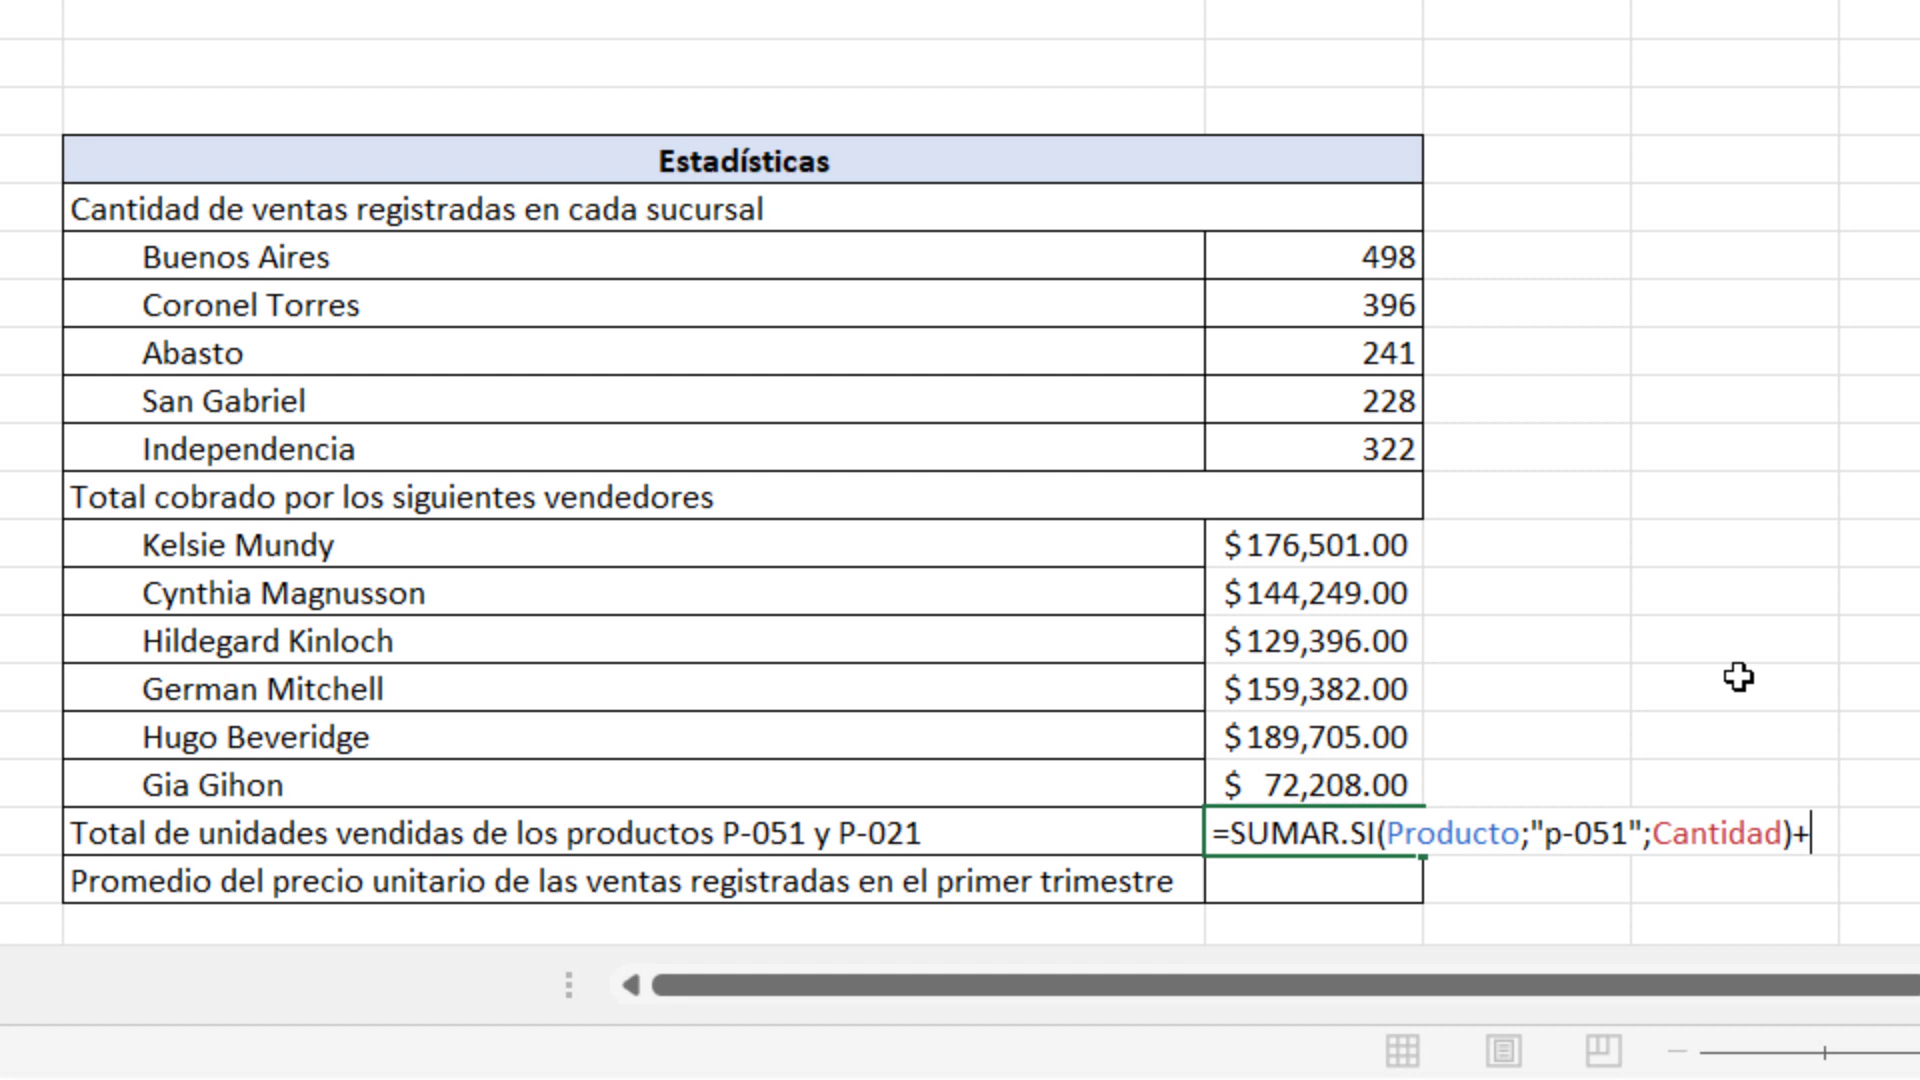 Estadísticas
Cantidad de ventas registradas en cada sucursal
Buenos Aires 498
Coronel Torres 396
Abasto 241
San Gabriel 228
Independencia 322
Total cobrado por los siguientes vendedores
Kelsie Mundy $176,501.00
Cynthia Magnusson $144,249.00
Hildegard Kinloch $129,396.00
German Mitchell $159,382.00
Hugo Beveridge $189,705.00
Gia Gihon $ 72,208.00
Total de unidades vendidas de los productos P-051 y P-021 =SUMAR.SI(Producto;"p-051";Cantidad)+
Promedio del precio unitario de las ventas registradas en el primer trimestre